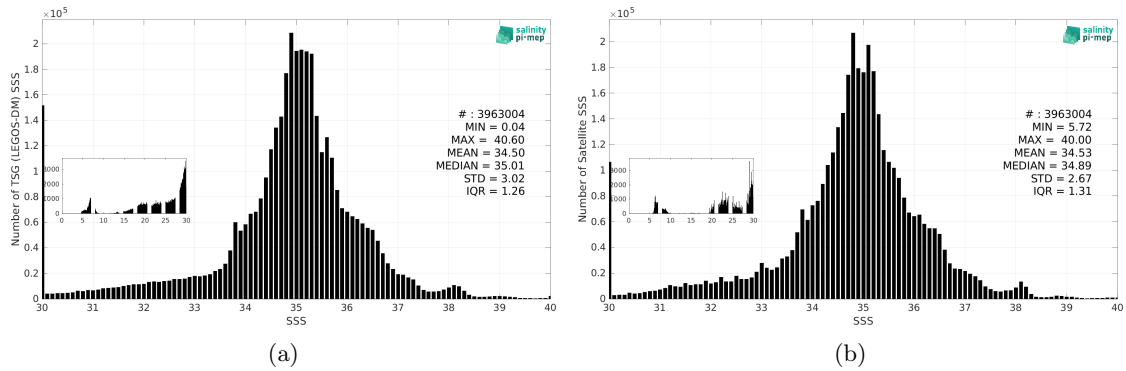 ×10⁵
2
1.8
1.6
1.4
1.2
1
0.8
0.6
0.4
0.2
0
30 31 32 33 34 35 36 37 38 39 40
SSS
Number of TSG (LEGOS-DM) SSS
salinity
pi-mep
# : 3963004
MIN = 0.04
MAX = 40.60
MEAN = 34.50
MEDIAN = 35.01
STD = 3.02
IQR = 1.26
3000
2000
1000
0
0 5 10 15 20 25 30
(a)
×10⁵
2
1.8
1.6
1.4
1.2
1
0.8
0.6
0.4
0.2
0
30 31 32 33 34 35 36 37 38 39 40
SSS
Number of Satellite SSS
salinity
pi-mep
# : 3963004
MIN = 5.72
MAX = 40.00
MEAN = 34.53
MEDIAN = 34.89
STD = 2.67
IQR = 1.31
3000
2000
1000
0
0 5 10 15 20 25 30
(b)